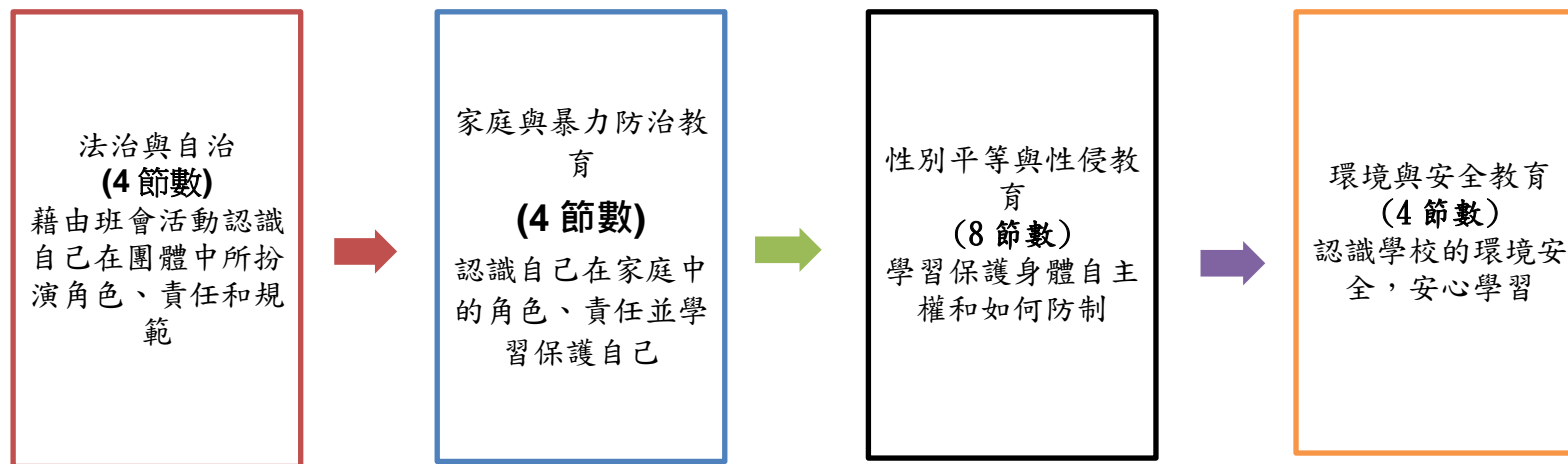 法治與自治
(4 節數)
藉由班會活動認識
自己在團體中所扮
演角色、責任和規
範
家庭與暴力防治教
育
(4 節數)
認識自己在家庭中
的角色、責任並學
習保護自己
性別平等與性侵教
育
(8 節數)
學習保護身體自主
權和如何防制
環境與安全教育
(4 節數)
認識學校的環境安
全，安心學習